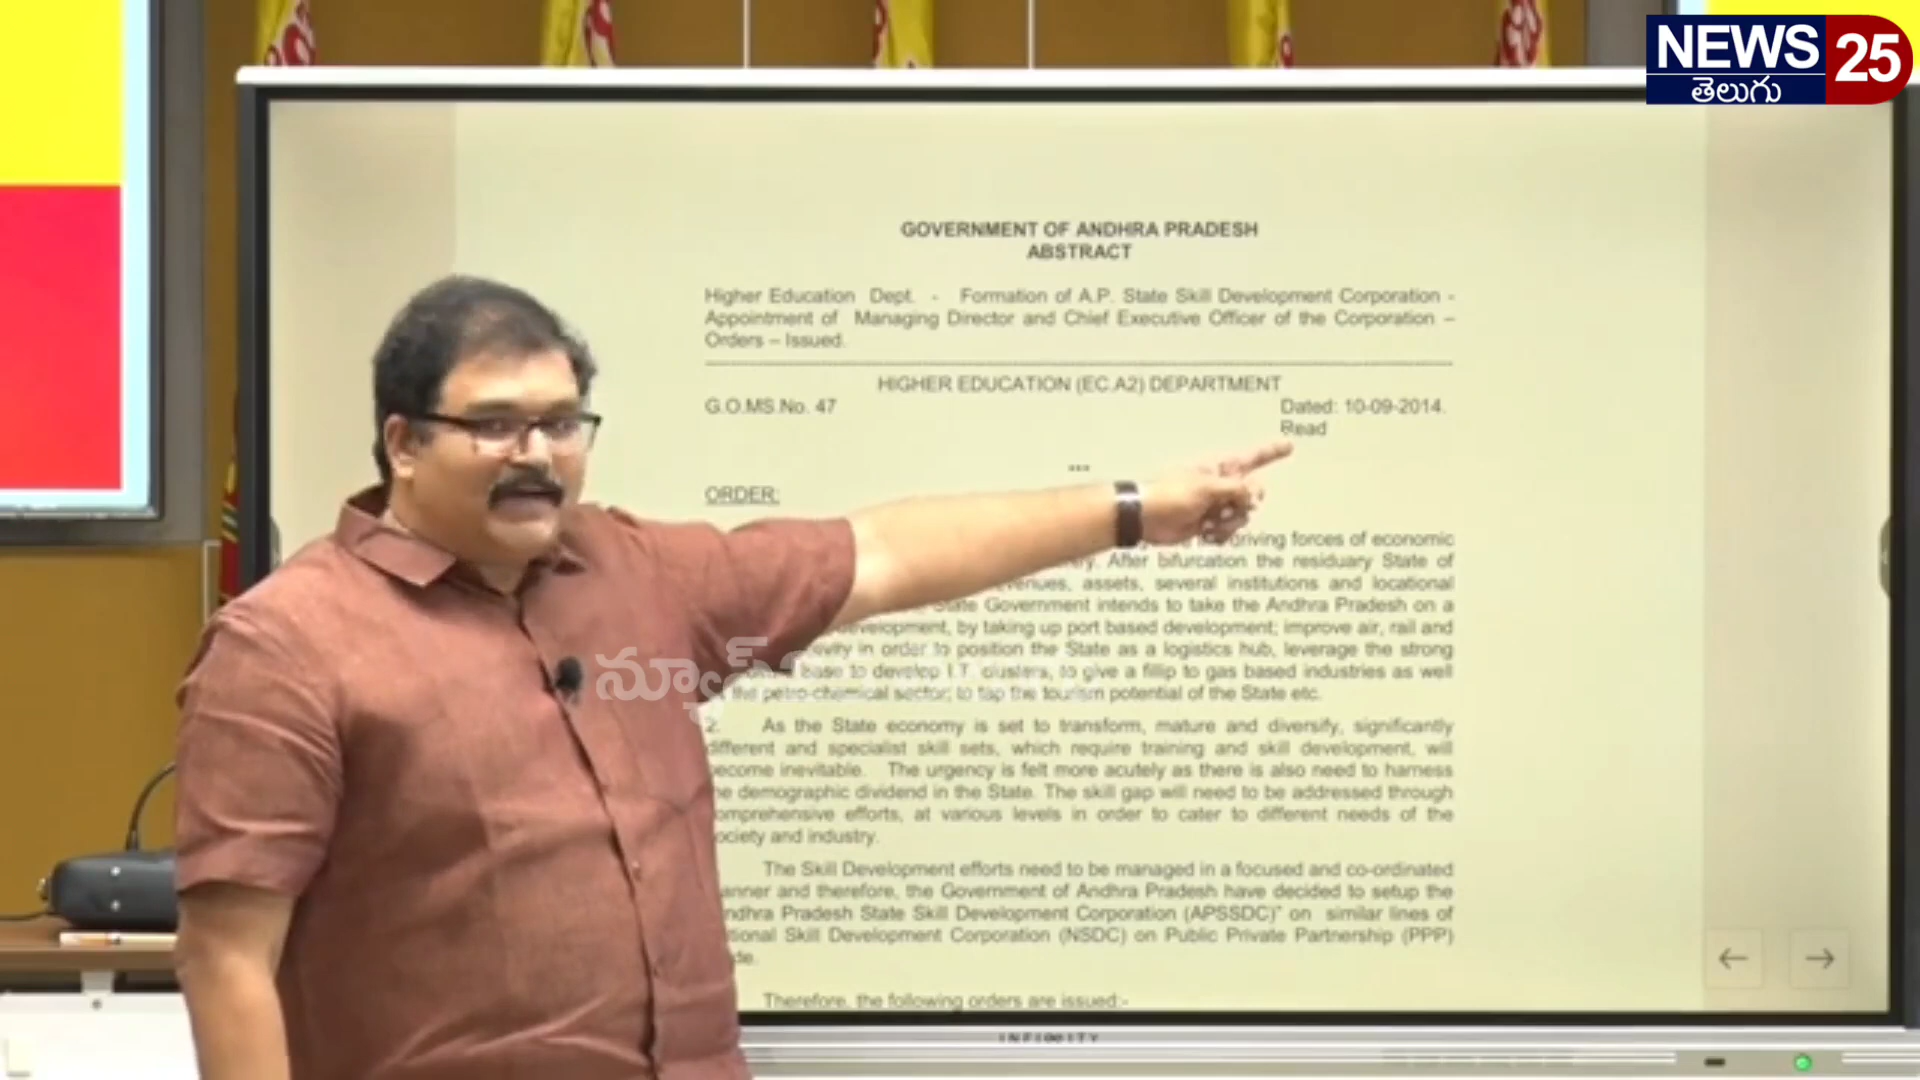 NEWS 25
తెలుగు
GOVERNMENT OF ANDHRA PRADESH
ABSTRACT
Higher Education Dept. - Formation of A.P. State Skill Development Corporation -
Appointment of Managing Director and Chief Executive Officer of the Corporation –
Orders – Issued.
HIGHER EDUCATION (EC.A2) DEPARTMENT
G.O.MS.No. 47 Dated: 10-09-2014.
Read
***
ORDER:
driving forces of economic
After bifurcation the residuary State of
assets, several institutions and locational
State Government intends to take the Andhra Pradesh on a
development, by taking up port based development; improve air, rail and
in order to position the State as a logistics hub, leverage the strong
base to develop I.T. clusters, to give a fillip to gas based industries as well
the petro-chemical sector; to tap the tourism potential of the State etc.
2. As the State economy is set to transform, mature and diversify, significantly
different and specialist skill sets, which require training and skill development, will
become inevitable. The urgency is felt more acutely as there is also need to harness
the demographic dividend in the State. The skill gap will need to be addressed through
comprehensive efforts, at various levels in order to cater to different needs of the
society and industry.
The Skill Development efforts need to be managed in a focused and co-ordinated
manner and therefore, the Government of Andhra Pradesh have decided to setup the
Andhra Pradesh State Skill Development Corporation (APSSDC)" on similar lines of
National Skill Development Corporation (NSDC) on Public Private Partnership (PPP)
Therefore, the following orders are issued:-
న్యూస్
INFINITY